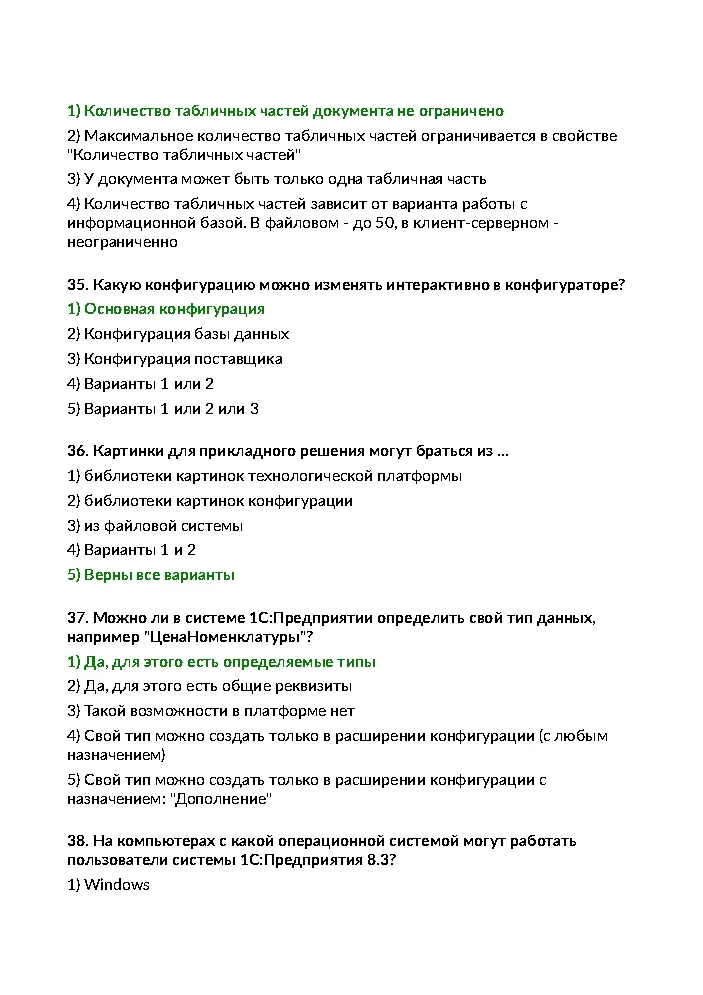 1) Количество табличных частей документа не ограничено
2) Максимальное количество табличных частей ограничивается в свойстве
"Количество табличных частей"
3) У документа может быть только одна табличная часть
4) Количество табличных частей зависит от варианта работы с
информационной базой. В файловом - до 50, в клиент-серверном -
неограниченно
35. Какую конфигурацию можно изменять интерактивно в конфигураторе?
1) Основная конфигурация
2) Конфигурация базы данных
3) Конфигурация поставщика
4) Варианты 1 или 2
5) Варианты 1 или 2 или 3
36. Картинки для прикладного решения могут браться из ...
1) библиотеки картинок технологической платформы
2) библиотеки картинок конфигурации
3) из файловой системы
4) Варианты 1 и 2
5) Верны все варианты
37. Можно ли в системе 1С:Предприятии определить свой тип данных,
например "ЦенаНоменклатуры"?
1) Да, для этого есть определяемые типы
2) Да, для этого есть общие реквизиты
3) Такой возможности в платформе нет
4) Свой тип можно создать только в расширении конфигурации (с любым
назначением)
5) Свой тип можно создать только в расширении конфигурации с
назначением: "Дополнение"
38. На компьютерах с какой операционной системой могут работать
пользователи системы 1С:Предприятия 8.3?
1) Windows